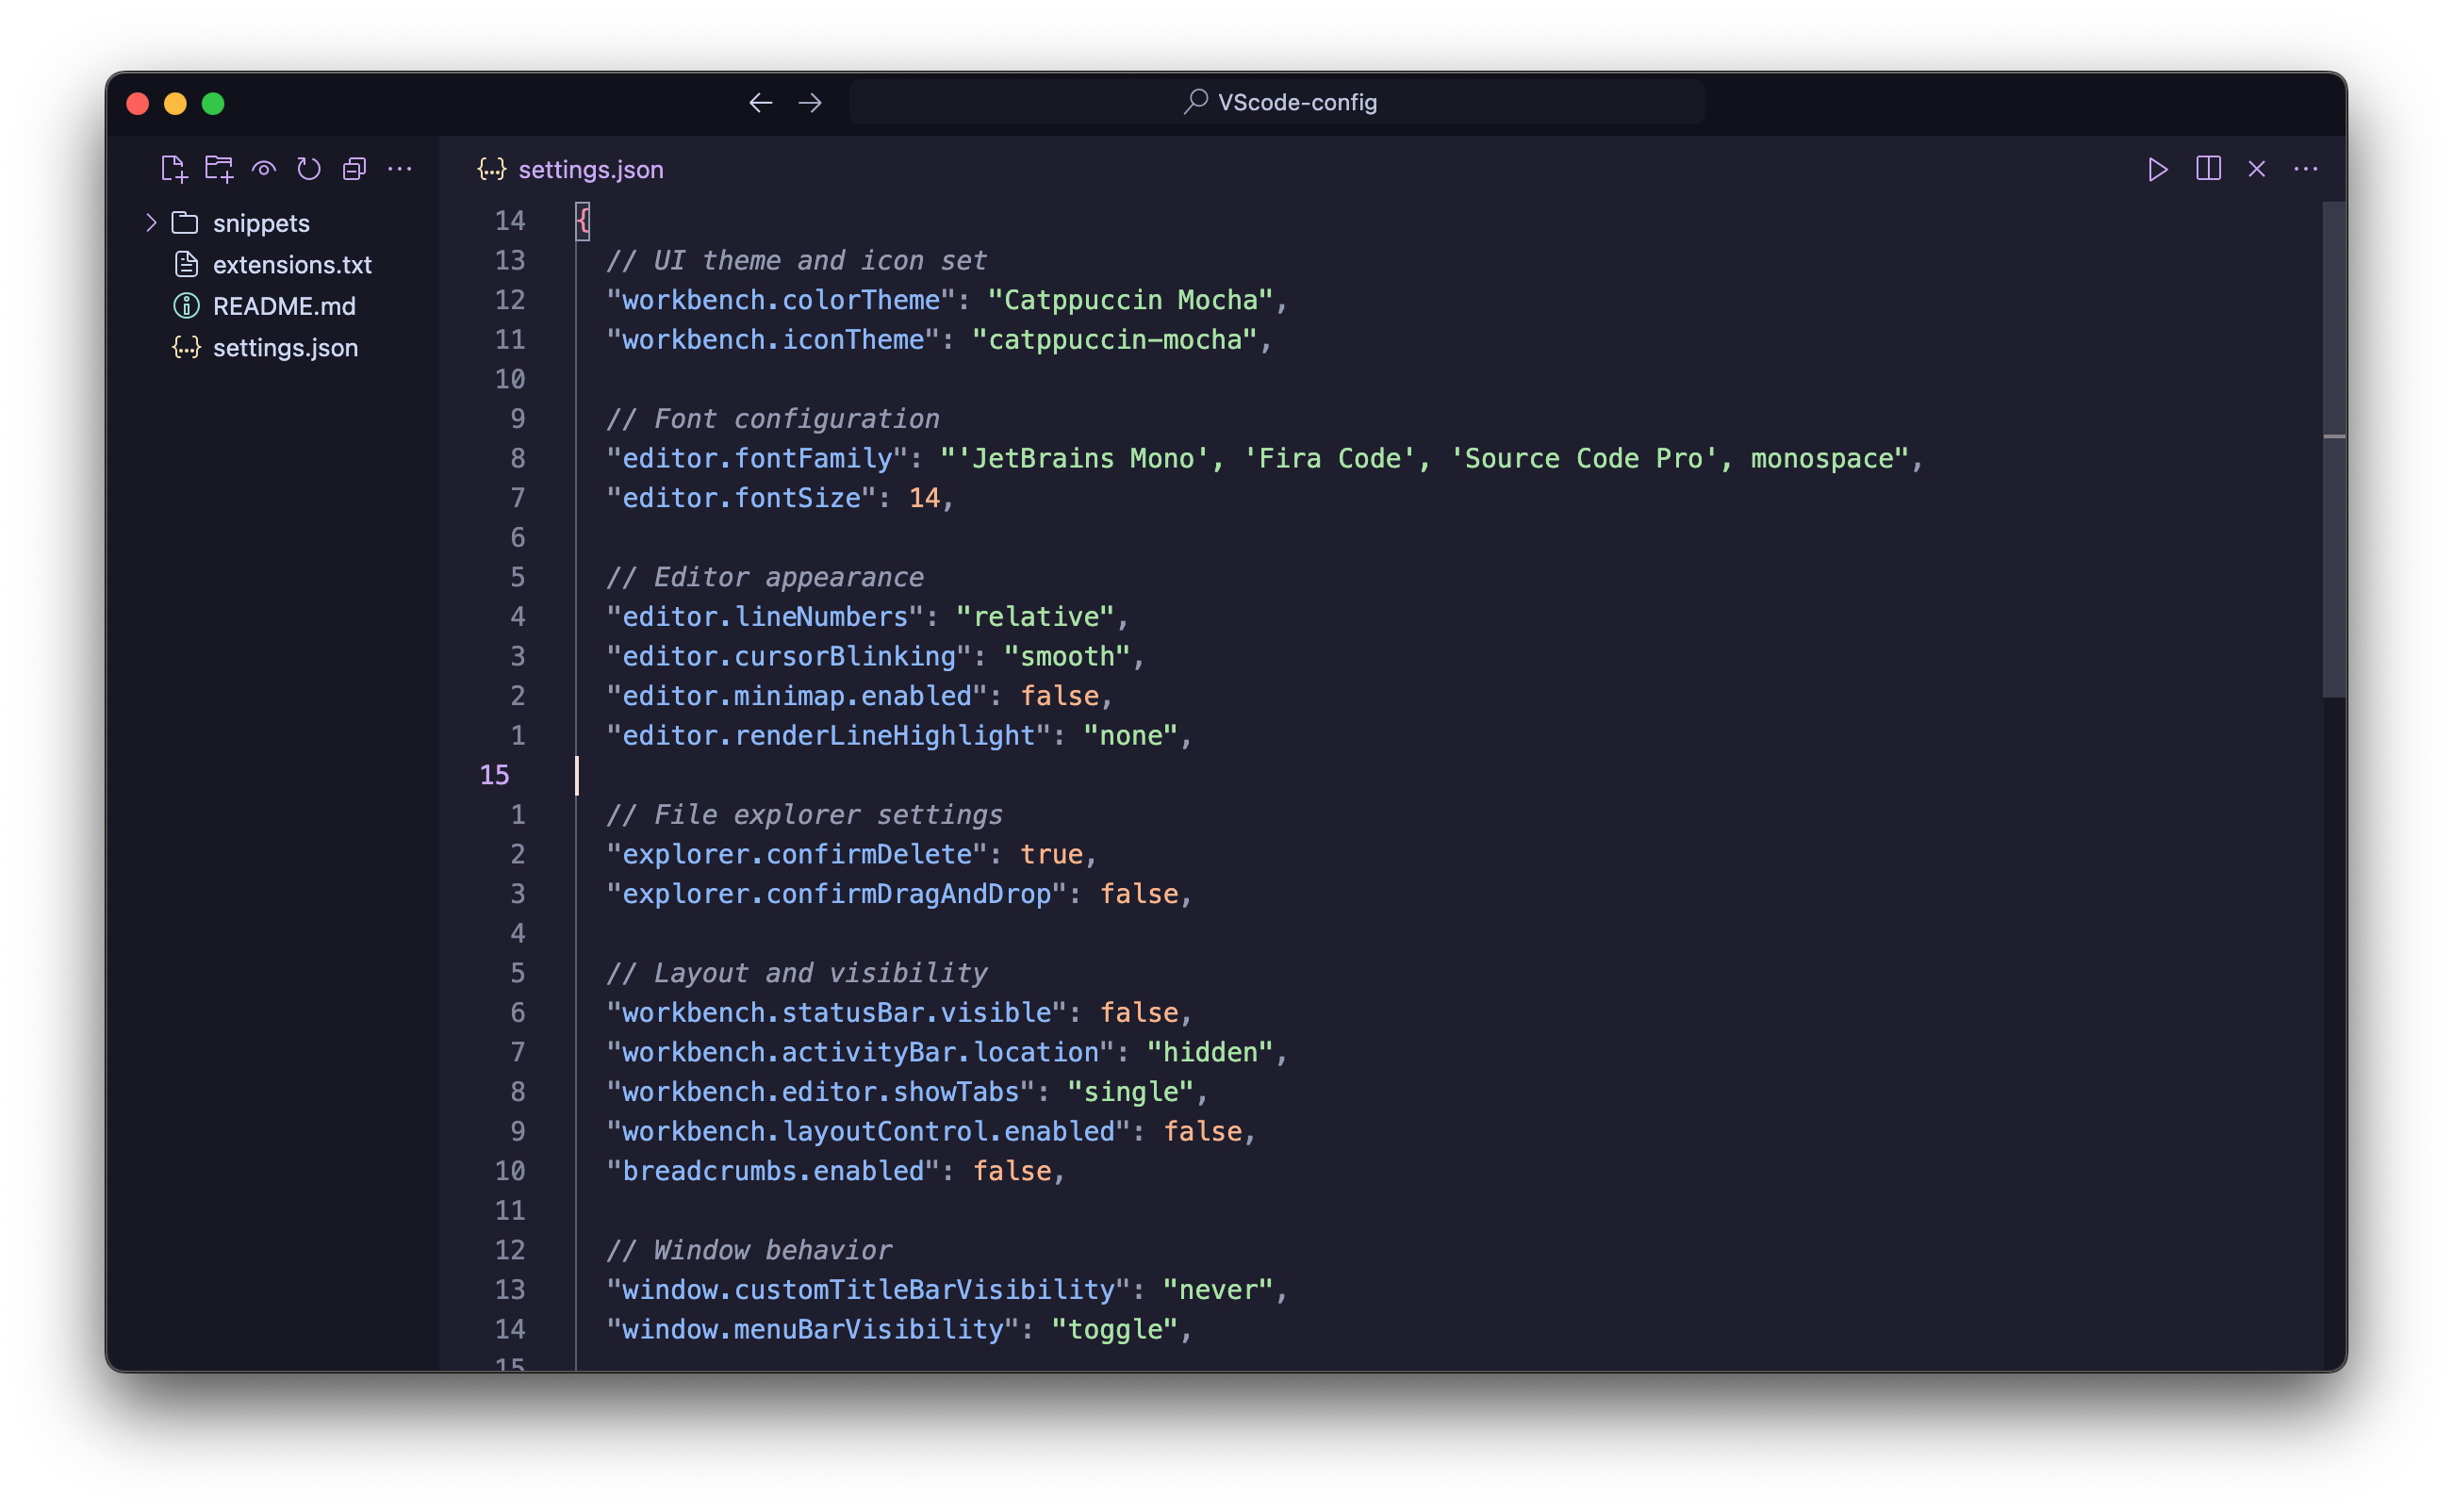 VScode-config
settings.json
snippets
extensions.txt
README.md
settings.json
14 {
13 // UI theme and icon set
12 "workbench.colorTheme": "Catppuccin Mocha",
11 "workbench.iconTheme": "catppuccin-mocha",
10
9 // Font configuration
8 "editor.fontFamily": "'JetBrains Mono', 'Fira Code', 'Source Code Pro', monospace",
7 "editor.fontSize": 14,
6
5 // Editor appearance
4 "editor.lineNumbers": "relative",
3 "editor.cursorBlinking": "smooth",
2 "editor.minimap.enabled": false,
1 "editor.renderLineHighlight": "none",
15
1 // File explorer settings
2 "explorer.confirmDelete": true,
3 "explorer.confirmDragAndDrop": false,
4
5 // Layout and visibility
6 "workbench.statusBar.visible": false,
7 "workbench.activityBar.location": "hidden",
8 "workbench.editor.showTabs": "single",
9 "workbench.layoutControl.enabled": false,
10 "breadcrumbs.enabled": false,
11
12 // Window behavior
13 "window.customTitleBarVisibility": "never",
14 "window.menuBarVisibility": "toggle",
15